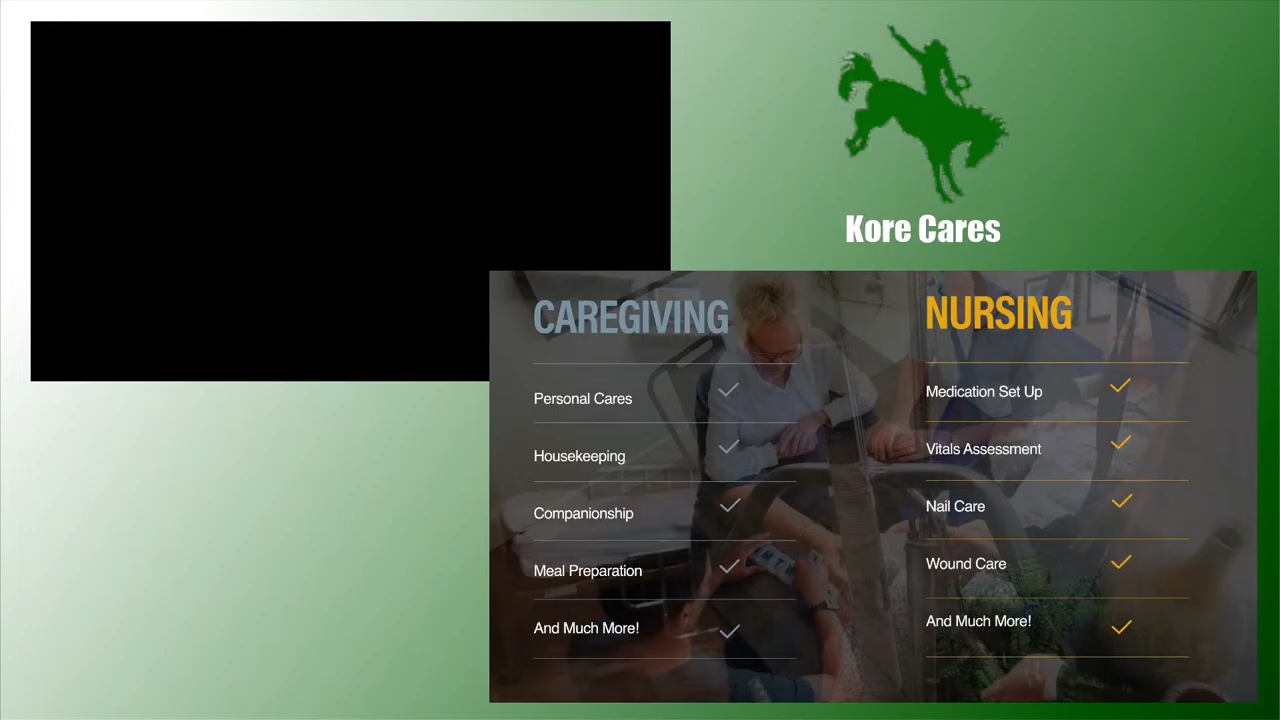 Kore Cares
CAREGIVING
Personal Cares
Housekeeping
Companionship
Meal Preparation
And Much More!
NURSING
Medication Set Up
Vitals Assessment
Nail Care
Wound Care
And Much More!
M T W